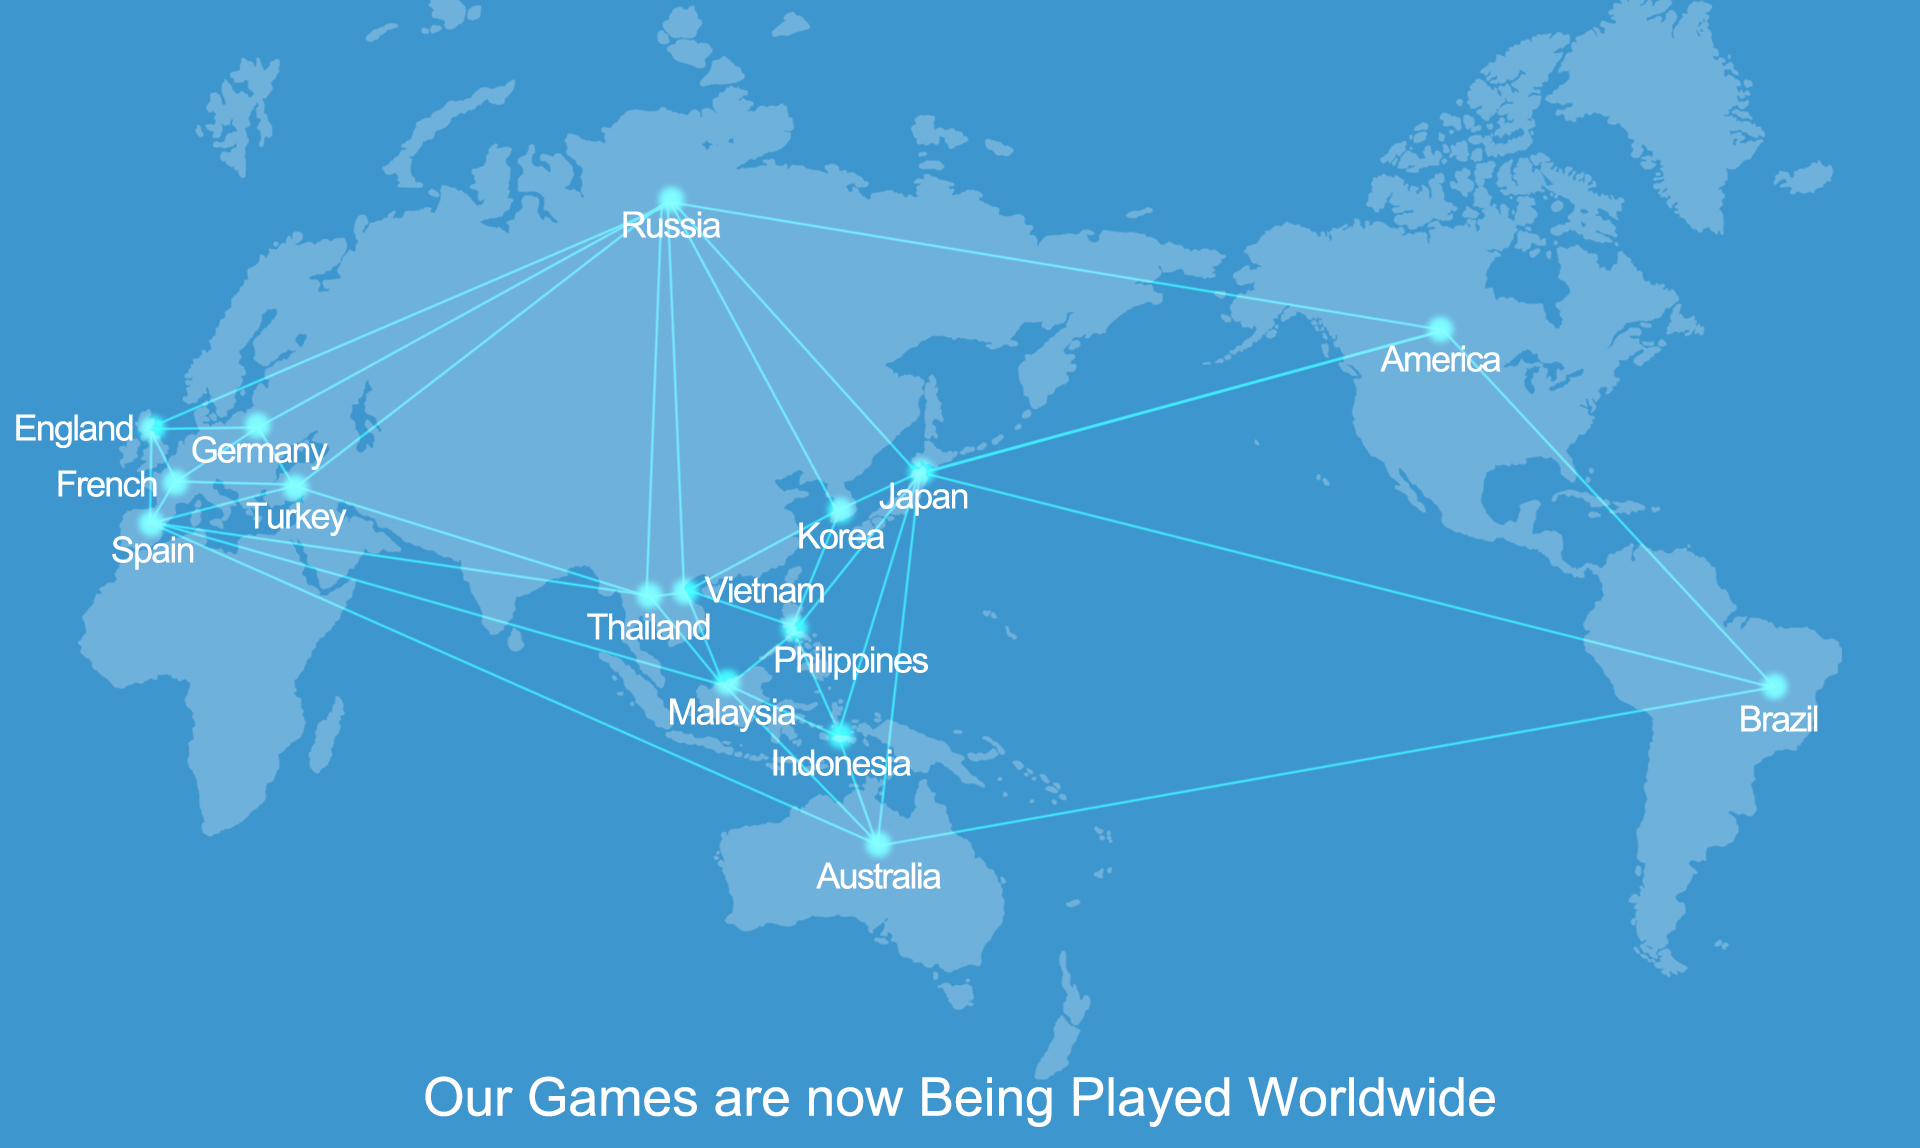 Russia
America
England
Germany
French
Japan
Turkey
Korea
Spain
Vietnam
Thailand
Philippines
Malaysia
Brazil
Indonesia
Australia
Our Games are now Being Played Worldwide